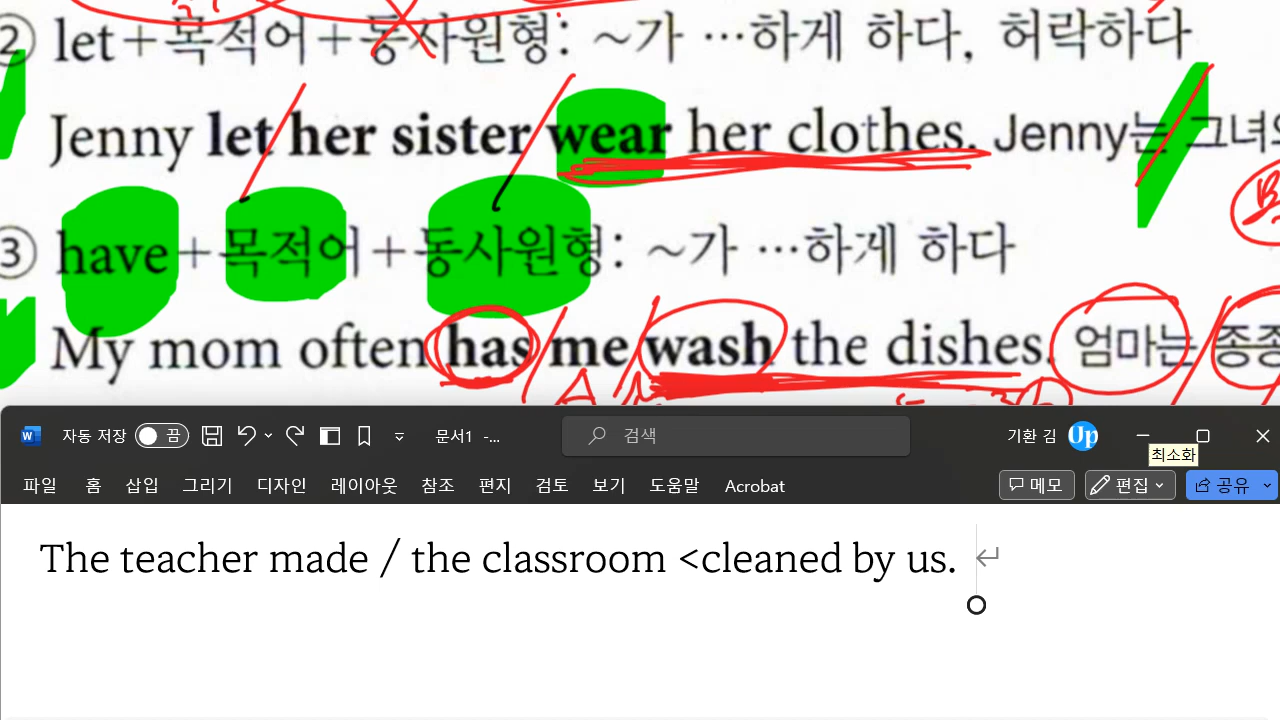 ② let+목적어+동사원형: ~가 …하게 하다, 허락하다
Jenny let her sister wear her clothes. Jenny는 그녀의
③ have+목적어+동사원형: ~가 …하게 하다
My mom often has me wash the dishes. 엄마는 종종
자동 저장 끔 문서1 -... 검색 기환 김 Up
최소화
파일 홈 삽입 그리기 디자인 레이아웃 참조 편지 검토 보기 도움말 Acrobat 메모 편집 공유
The teacher made / the classroom <cleaned by us.